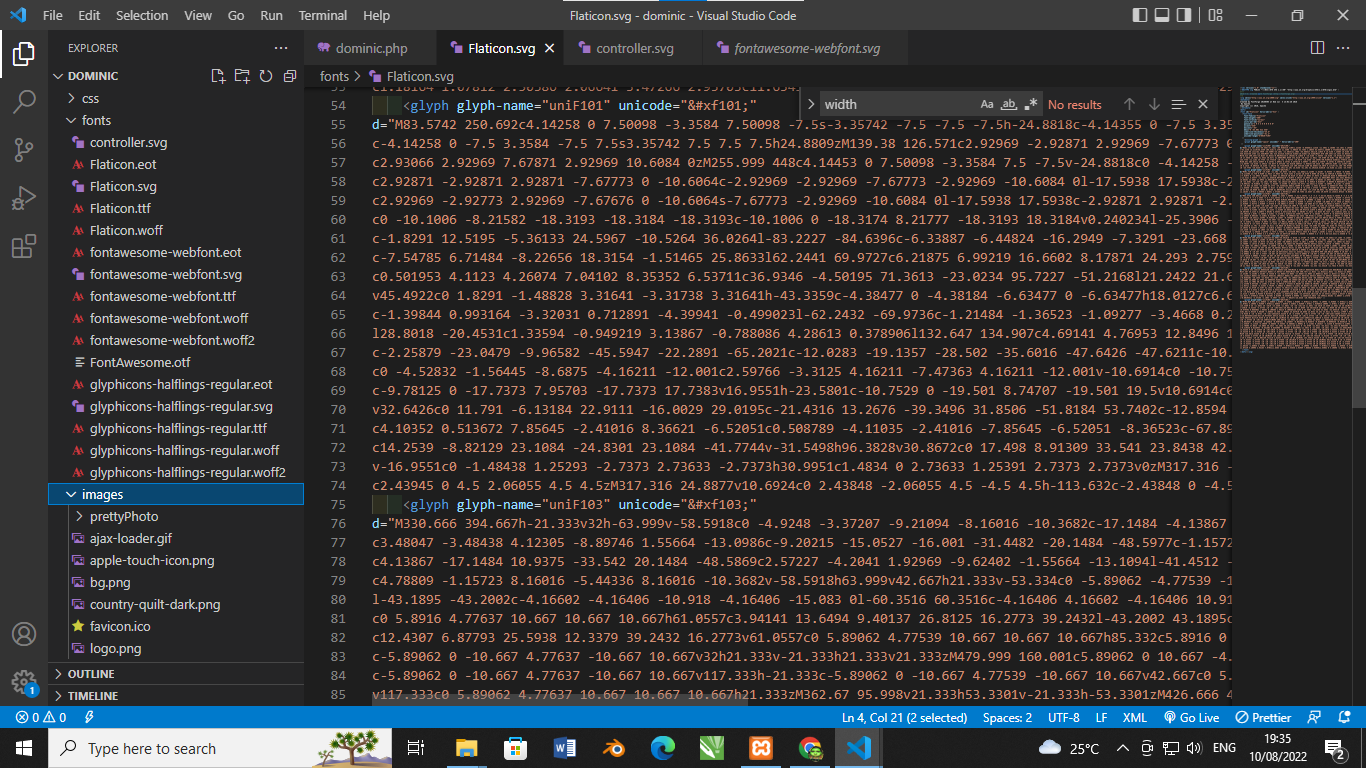 File Edit Selection View Go Run Terminal Help
Flaticon.svg - dominic - Visual Studio Code
EXPLORER
DOMINIC
css
fonts
controller.svg
Flaticon.eot
Flaticon.svg
Flaticon.ttf
Flaticon.woff
fontawesome-webfont.eot
fontawesome-webfont.svg
fontawesome-webfont.ttf
fontawesome-webfont.woff
fontawesome-webfont.woff2
FontAwesome.otf
glyphicons-halflings-regular.eot
glyphicons-halflings-regular.svg
glyphicons-halflings-regular.ttf
glyphicons-halflings-regular.woff
glyphicons-halflings-regular.woff2
images
prettyPhoto
ajax-loader.gif
apple-touch-icon.png
bg.png
country-quilt-dark.png
favicon.ico
logo.png
OUTLINE
TIMELINE
dominic.php Flaticon.svg controller.svg fontawesome-webfont.svg
fonts > Flaticon.svg
width Aa ab .* No results
54 <glyph glyph-name="uniF101" unicode="&#xf101;"
55 d="M83.5742 250.692c4.14258 0 7.50098 -3.3584 7.50098 -7.5s-3.35742 -7.5 -7.5 -7.5h-24.8818c-4.14355 0 -7.5 3.35
56 c-4.14258 0 -7.5 3.3584 -7.5 7.5s3.35742 7.5 7.5 7.5h24.8809zM139.38 126.571c2.92969 -2.92871 2.92969 -7.67773 0
57 c2.93066 2.92969 7.67871 2.92969 10.6084 0zM255.999 448c4.14453 0 7.50098 -3.3584 7.5 -7.5v-24.8818c0 -4.14258 -
58 c2.92871 -2.92871 2.92871 -7.67773 0 -10.6064c-2.92969 -2.92969 -7.67773 -2.92969 -10.6084 0l-17.5938 17.5938c-2
59 c2.92969 -2.92773 2.92969 -7.67676 0 -10.6064s-7.67773 -2.92969 -10.6084 0l-17.5938 17.5938c-2.92871 2.92871 -2.
60 c0 -10.1006 -8.21582 -18.3193 -18.3184 -18.3193c-10.1006 0 -18.3174 8.21777 -18.3193 18.3184v0.240234l-25.3906 -
61 c-1.8291 12.5195 -5.36133 24.5967 -10.5264 36.0264l-83.2227 -84.6396c-6.33887 -6.44824 -16.2949 -7.3291 -23.668
62 c-7.54785 6.71484 -8.22656 18.3154 -1.51465 25.8633l62.2441 69.9727c6.21875 6.99219 16.6602 8.17871 24.293 2.759
63 c0.501953 4.1123 4.26074 7.04102 8.35352 6.53711c36.9346 -4.50195 71.3613 -23.0234 95.7227 -51.2168l21.2422 21.6
64 v45.4922c0 1.8291 -1.48828 3.31641 -3.31738 3.31641h-43.3359c-4.38477 0 -4.38184 -6.63477 0 -6.63477h18.0127c6.6
65 c-1.39844 0.993164 -3.32031 0.712891 -4.39941 -0.499023l-62.2432 -69.9736c-1.21484 -1.36523 -1.09277 -3.4668 0.2
66 l28.8018 -20.4531c1.33594 -0.949219 3.13867 -0.788086 4.28613 0.378906l132.647 134.907c4.69141 4.76953 12.8496 1
67 c-2.25879 -23.0479 -9.96582 -45.5947 -22.2891 -65.2021c-12.0283 -19.1357 -28.502 -35.6016 -47.6426 -47.6211c-10.
68 c0 -4.52832 -1.56445 -8.6875 -4.16211 -12.001c2.59766 -3.3125 4.16211 -7.47363 4.16211 -12.001v-10.6914c0 -10.75
69 c-9.78125 0 -17.7373 7.95703 -17.7373 17.7383v16.9551h-23.5801c-10.7529 0 -19.501 8.74707 -19.501 19.5v10.6914c6
70 v32.6426c0 11.791 -6.13184 22.9111 -16.0029 29.0195c-21.4316 13.2676 -39.3496 31.8506 -51.8184 53.7402c-12.8594
71 c4.10352 0.513672 7.85645 -2.41016 8.36621 -6.52051c0.508789 -4.11035 -2.41016 -7.85645 -6.52051 -8.36523c-67.89
72 c14.2539 -8.82129 23.1084 -24.8301 23.1084 -41.7744v-31.5498h96.3828v30.8672c0 17.498 8.91309 33.541 23.8438 42.
73 v-16.9551c0 -1.48438 1.25293 -2.7373 2.73633 -2.7373h30.9951c1.4834 0 2.73633 1.25391 2.7373 2.7373v0zM317.316 -
74 c2.43945 0 4.5 2.06055 4.5 4.5zM317.316 24.8877v10.6924c0 2.43848 -2.06055 4.5 -4.5 4.5h-113.632c-2.43848 0 -4.5
75 <glyph glyph-name="uniF103" unicode="&#xf103;"
76 d="M330.666 394.667h-21.333v32h-63.999v-58.5918c0 -4.9248 -3.37207 -9.21094 -8.16016 -10.3682c-17.1484 -4.13867
77 c3.48047 -3.48438 4.12305 -8.89746 1.55664 -13.0986c-9.20215 -15.0527 -16.001 -31.4482 -20.1484 -48.5977c-1.1572
78 c4.13867 -17.1484 10.9375 -33.542 20.1484 -48.5869c2.57227 -4.2041 1.92969 -9.62402 -1.55664 -13.1094l-41.4512 -
79 c4.78809 -1.15723 8.16016 -5.44336 8.16016 -10.3682v-58.5918h63.999v42.667h21.333v-53.334c0 -5.89062 -4.77539 -1
80 l-43.1895 -43.2002c-4.16602 -4.16406 -10.918 -4.16406 -15.083 0l-60.3516 60.3516c-4.16406 4.16602 -4.16406 10.91
81 c0 5.8916 4.77637 10.667 10.667 10.667h61.0557c3.94141 13.6494 9.40137 26.8125 16.2773 39.2432l-43.2002 43.1895c
82 c12.4307 6.87793 25.5938 12.3379 39.2432 16.2773v61.0557c0 5.89062 4.77539 10.667 10.667 10.667h85.332c5.8916 0
83 c-5.89062 0 -10.667 4.77637 -10.667 10.667v32h21.333v-21.333h21.333v21.333zM479.999 160.001c5.89062 0 10.667 -4.
84 c-5.89062 0 -10.667 4.77637 -10.667 10.667v117.333h21.333c-5.89062 0 -10.667 4.77539 -10.667 10.667v42.667c0 5.
85 v117.333c0 5.89062 4.77637 10.667 10.667 10.667h21.333zM362.67 95.998v21.333h53.3301v-21.333h-53.3301zM426.666 4
0 0 Ln 4, Col 21 (2 selected) Spaces: 2 UTF-8 LF XML Go Live Prettier
1
Type here to search
25°C ENG 19:35
10/08/2022
2